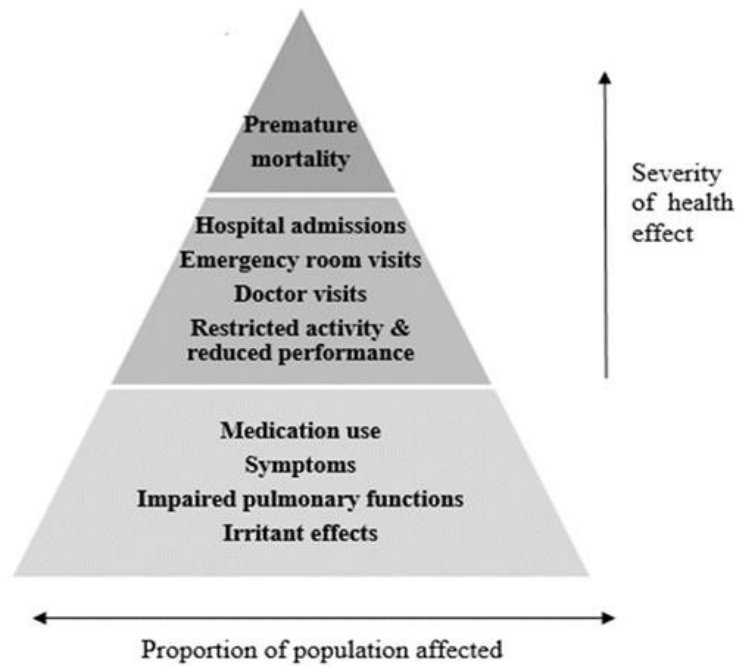 Premature
mortality
Hospital admissions
Emergency room visits
Doctor visits
Restricted activity &
reduced performance
Medication use
Symptoms
Impaired pulmonary functions
Irritant effects
Severity
of health
effect
Proportion of population affected